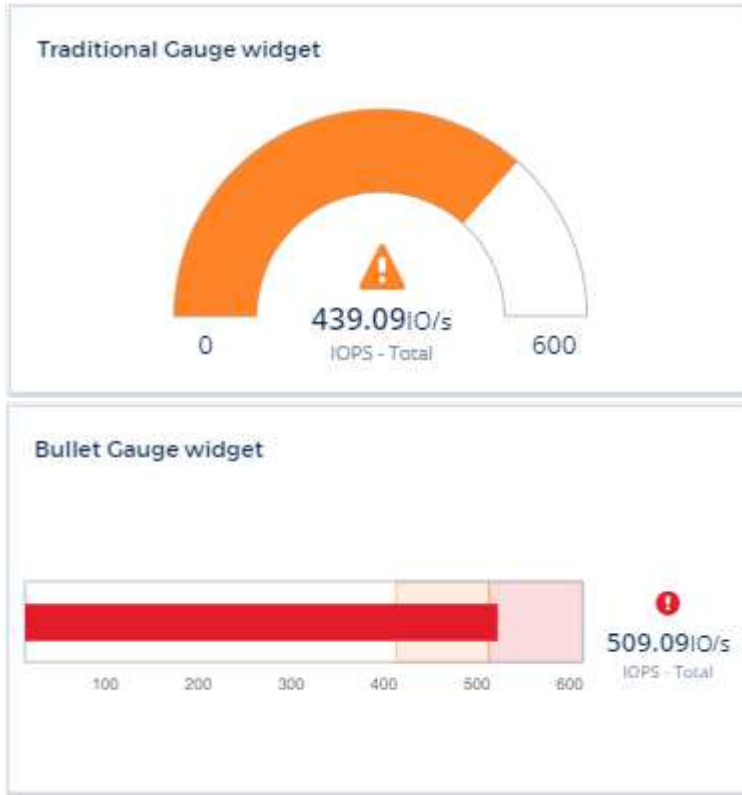 Traditional Gauge widget
439.09IO/s
0
IOPS - Total
600
Bullet Gauge widget
509.09IO/s
IOPS - Total
100 200 300 400 500 600